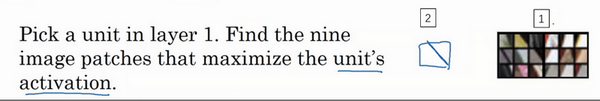 Pick a unit in layer 1. Find the nine
image patches that maximize the unit's
activation.
2
1.